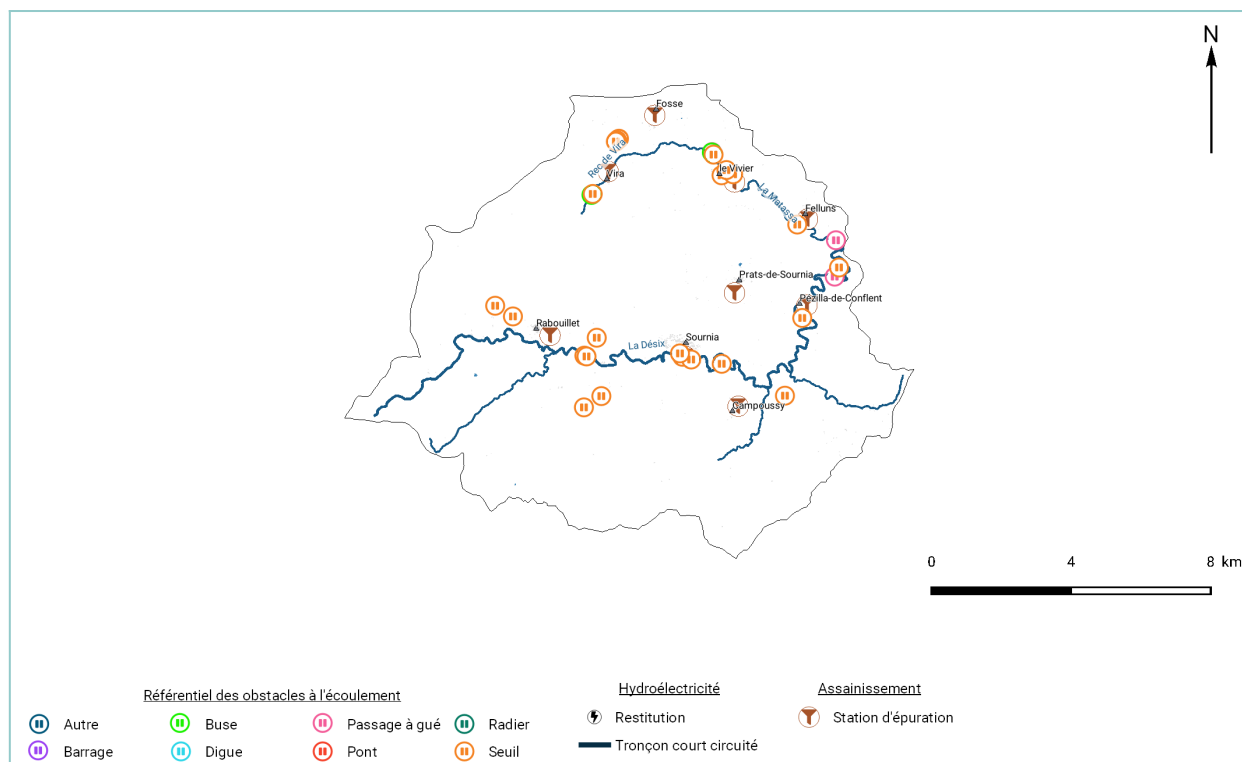 N
Fosse
Rec de Vira
Vira
le Vivier
La Matassa
Felluns
Prats-de-Sournia
Pézilla-de-Conflent
Rabouillet
La Désix
Sournia
Campoussy
0 4 8 km
Référentiel des obstacles à l'écoulement
Hydroélectricité
Assainissement
Autre
Buse
Passage à gué
Radier
Restitution
Station d'épuration
Barrage
Digue
Pont
Seuil
Tronçon court circuité